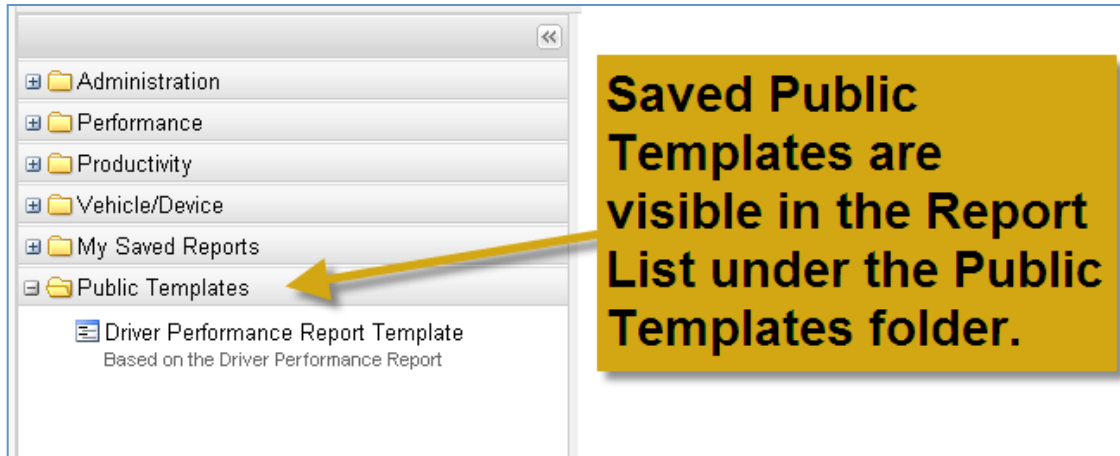 Administration
Performance
Productivity
Vehicle/Device
My Saved Reports
Public Templates
Driver Performance Report Template
Based on the Driver Performance Report
Saved Public
Templates are
visible in the Report
List under the Public
Templates folder.